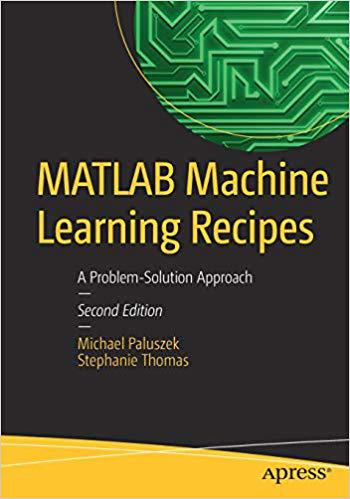 MATLAB Machine
Learning Recipes
A Problem-Solution Approach
—
Second Edition
—
Michael Paluszek
Stephanie Thomas
Apress®